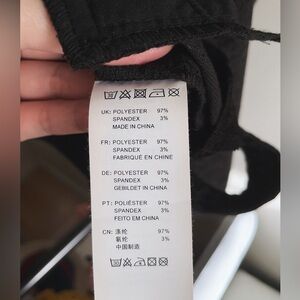 UK: POLYESTER 97%
SPANDEX 3%
MADE IN CHINA
FR: POLYESTER 97%
SPANDEX 3%
FABRIQUÉ EN CHINE
DE: POLYESTER 97%
SPANDEX 3%
GEBILDET IN CHINA
PT: POLIÉSTER 97%
SPANDEX 3%
FEITO EM CHINA
CN: 涤纶 97%
氨纶 3%
中国制造